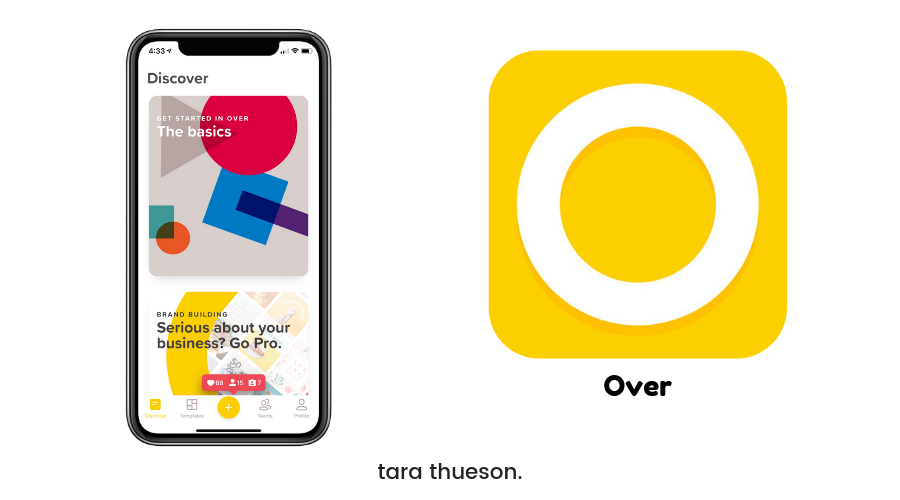 4:33
Discover
GET STARTED IN OVER
The basics
BRAND BUILDING
Serious about your
business? Go Pro.
88 15 7
Discover Templates + Teams Profile
Over
tara thueson.